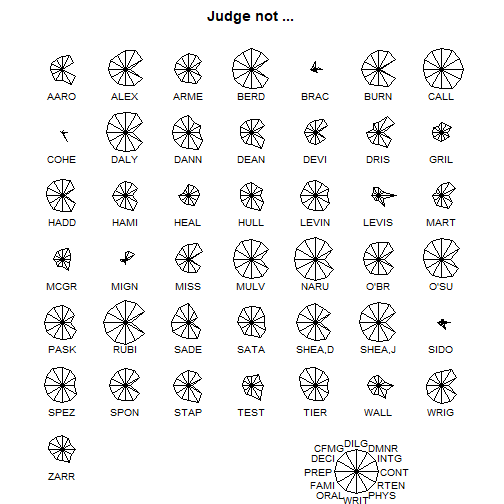 Judge not ...
AARO ALEX ARME BERD BRAC BURN CALL
COHE DALY DANN DEAN DEVI DRIS GRIL
HADD HAMI HEAL HULL LEVIN LEVIS MART
MCGR MIGN MISS MULV NARU O'BR O'SU
PASK RUBI SADE SATA SHEA,D SHEA,J SIDO
SPEZ SPON STAP TEST TIER WALL WRIG
ZARR
DILG
CFMG DMNR
DECI INTG
PREP CONT
FAMI RTEN
ORAL PHYS
WRIT